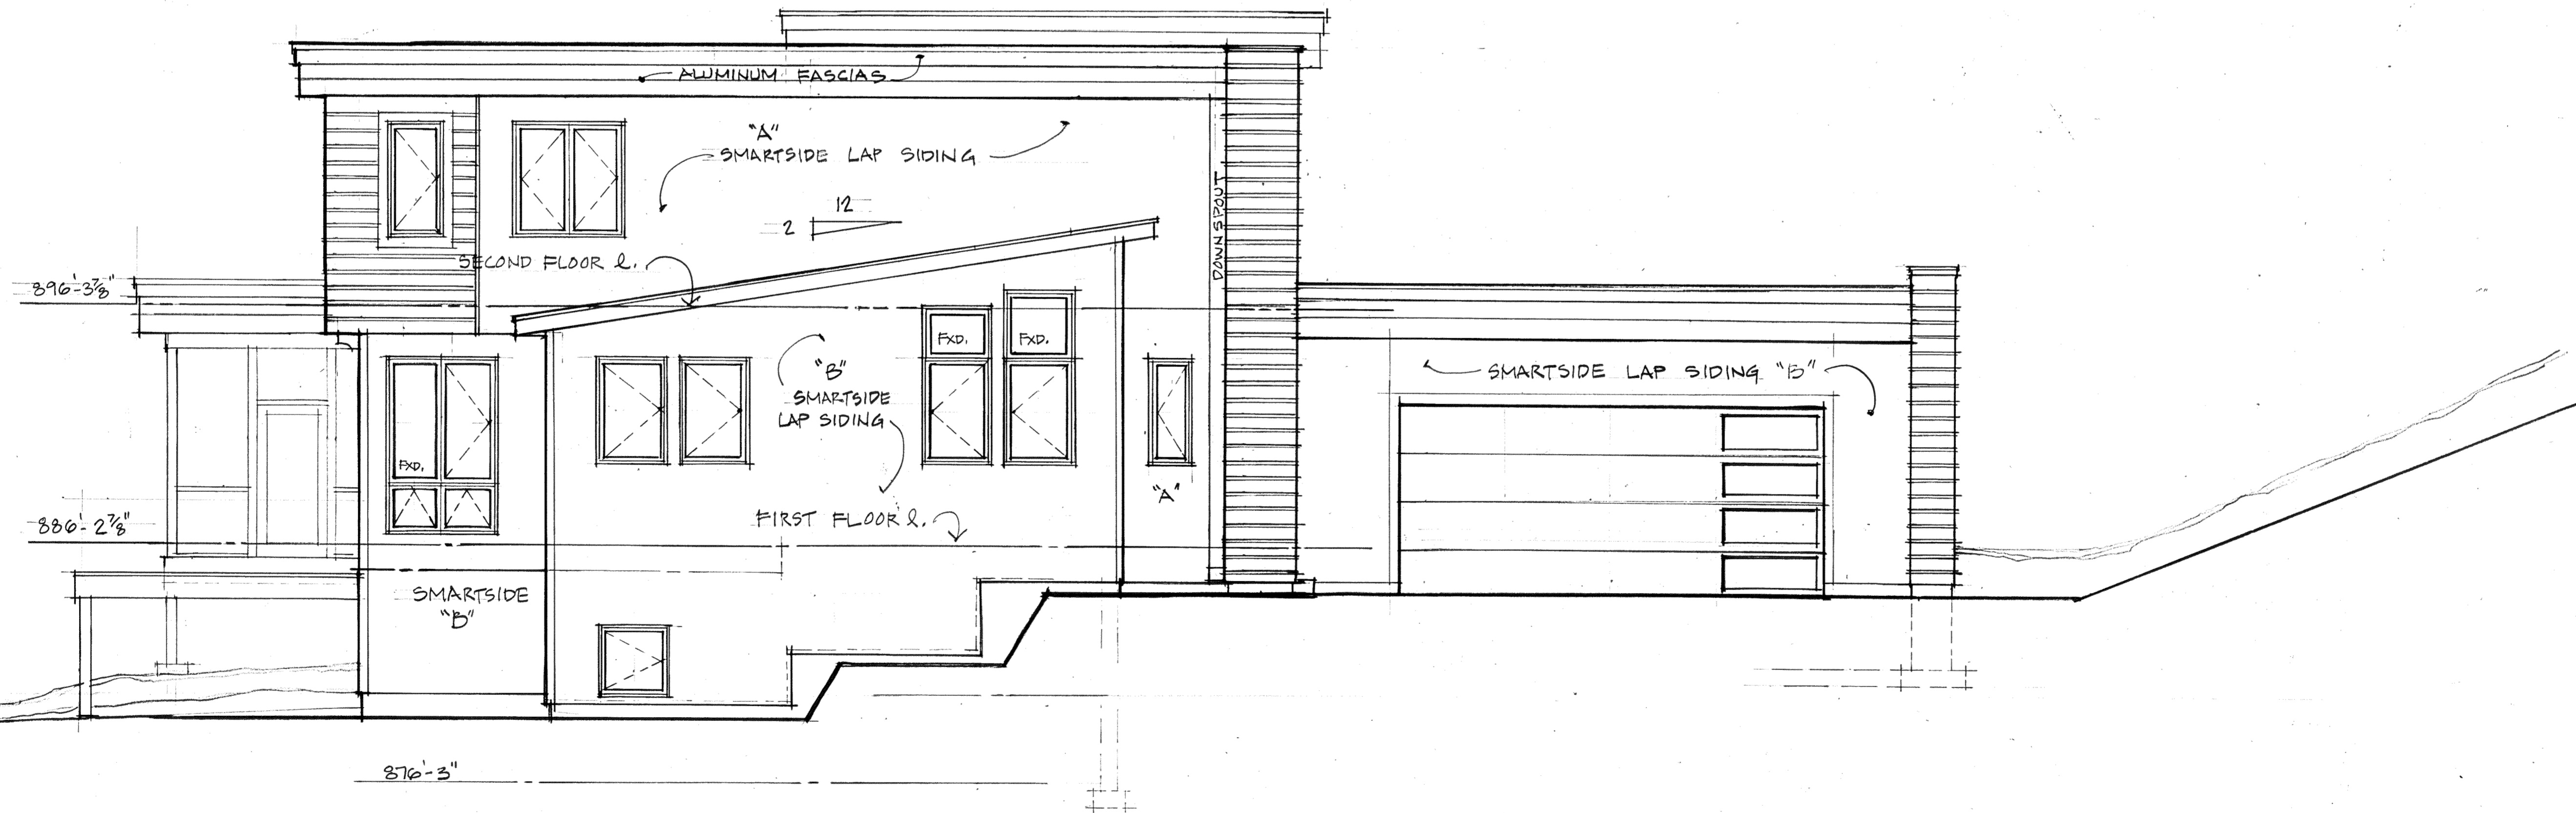 ALUMINUM FASCIAS
"A"
SMARTSIDE LAP SIDING
12
2
DOWNSPOUT
SECOND FLOOR ℓ.
896'-3⅞"
FXD.
FXD.
"B"
SMARTSIDE
LAP SIDING
SMARTSIDE LAP SIDING "B"
FXD.
"A"
FIRST FLOOR ℓ.
886'-2⅞"
SMARTSIDE
"B"
876'-3"